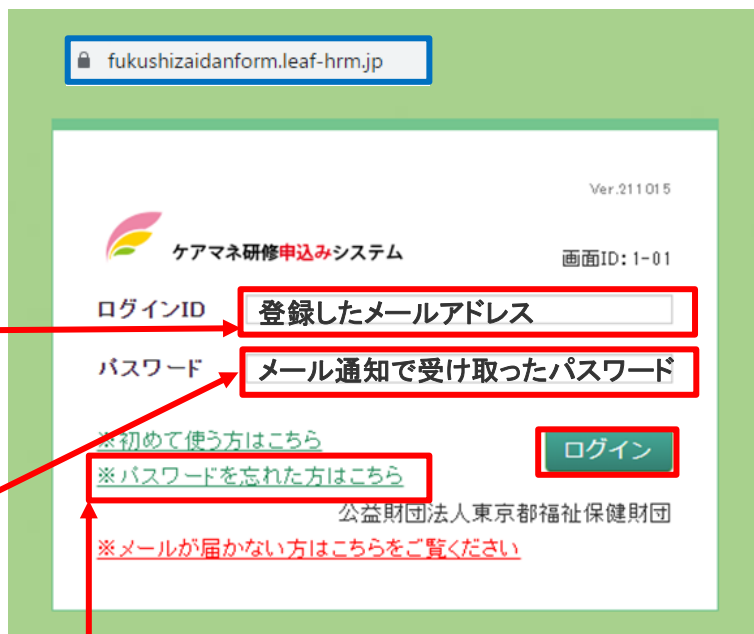 fukushizaidanform.leaf-hrm.jp
Ver.211015
ケアマネ研修申込みシステム
画面ID:1-01
ログインID 登録したメールアドレス
パスワード メール通知で受け取ったパスワード
※初めて使う方はこちら
ログイン
※パスワードを忘れた方はこちら
公益財団法人東京都福祉保健財団
※メールが届かない方はこちらをご覧ください